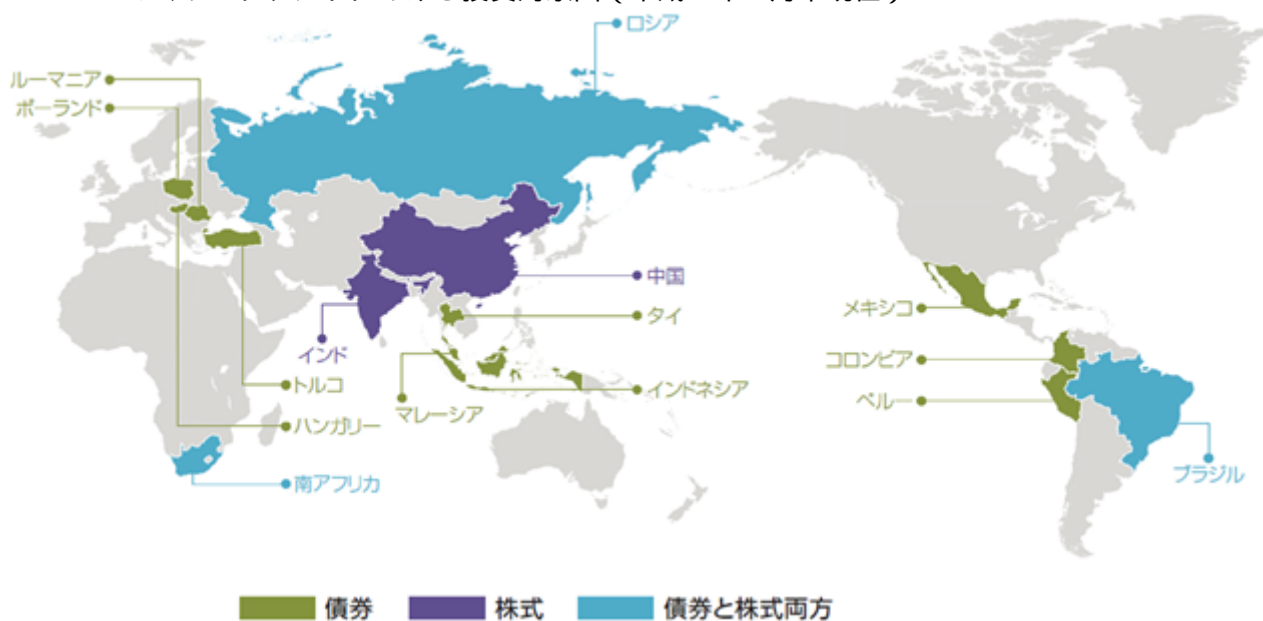 ロシア
ルーマニア
ポーランド
中国
タイ
メキシコ
インド
コロンビア
トルコ
インドネシア
マレーシア
ペルー
ハンガリー
南アフリカ
ブラジル
債券 株式 債券と株式両方